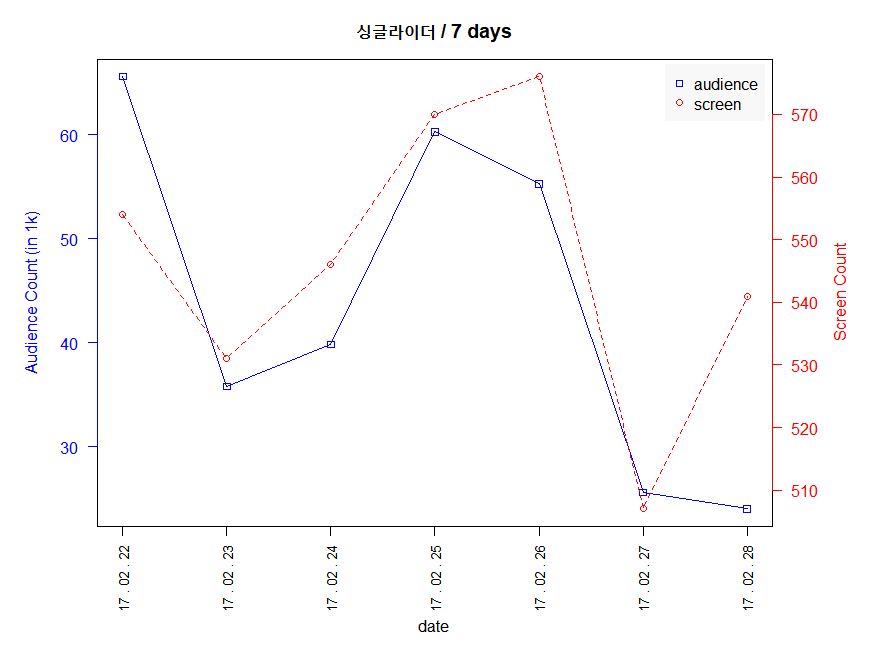 싱글라이더 / 7 days
audience
screen
Audience Count (in 1k)
60
50
40
30
570
560
550
540
530
520
510
Screen Count
17 . 02 . 22
17 . 02 . 23
17 . 02 . 24
17 . 02 . 25
17 . 02 . 26
17 . 02 . 27
17 . 02 . 28
date